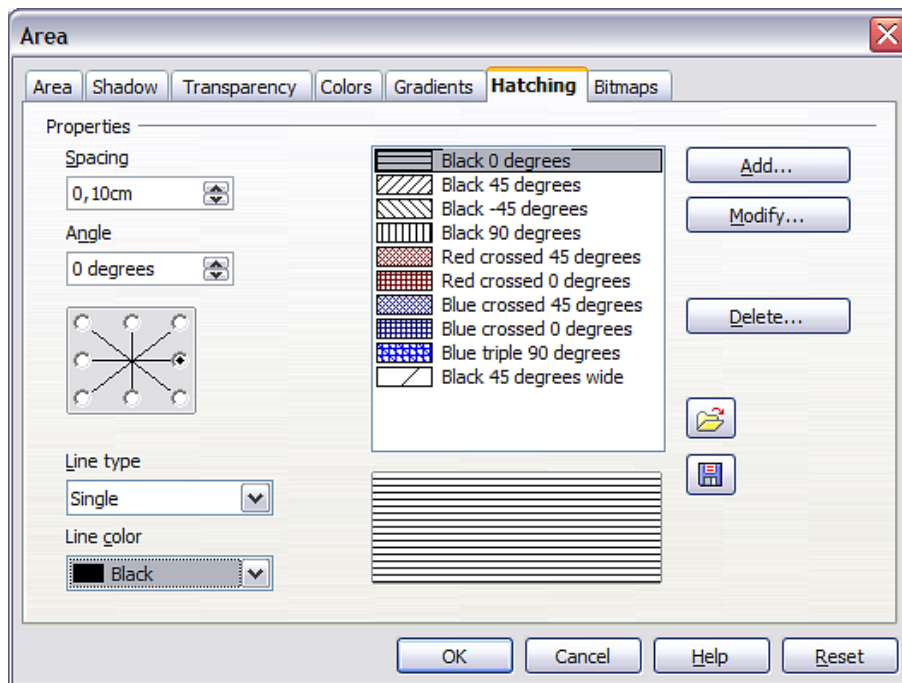 Area
Area Shadow Transparency Colors Gradients Hatching Bitmaps
Properties
Spacing
0,10cm
Angle
0 degrees
Line type
Single
Line color
Black
Black 0 degrees
Black 45 degrees
Black -45 degrees
Black 90 degrees
Red crossed 45 degrees
Red crossed 0 degrees
Blue crossed 45 degrees
Blue crossed 0 degrees
Blue triple 90 degrees
Black 45 degrees wide
Add...
Modify...
Delete...
OK Cancel Help Reset